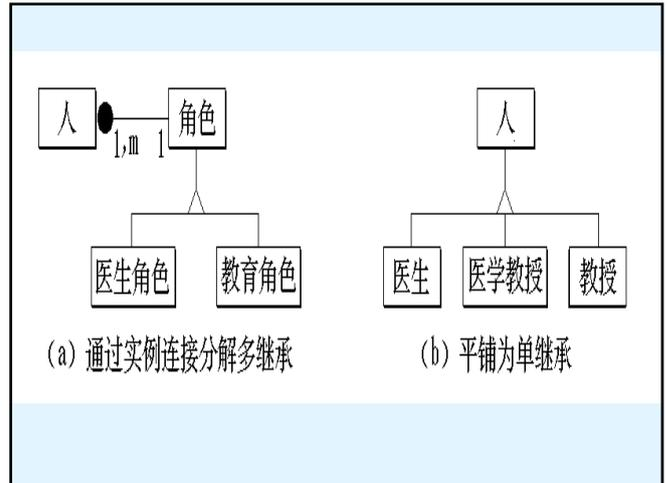 人
1,m 1
角色
医生角色
教育角色
(a) 通过实例连接分解多继承
人
医生
医学教授
教授
(b) 平铺为单继承